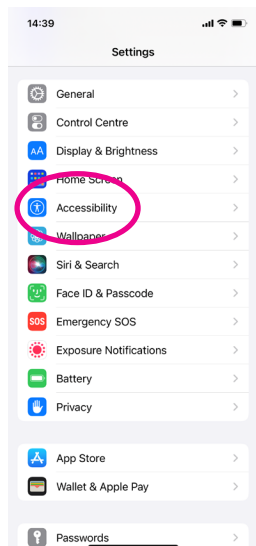 14:39
Settings
General
Control Centre
AA Display & Brightness
Home Screen
Accessibility
Wallpaper
Siri & Search
Face ID & Passcode
SOS Emergency SOS
Exposure Notifications
Battery
Privacy
App Store
Wallet & Apple Pay
Passwords